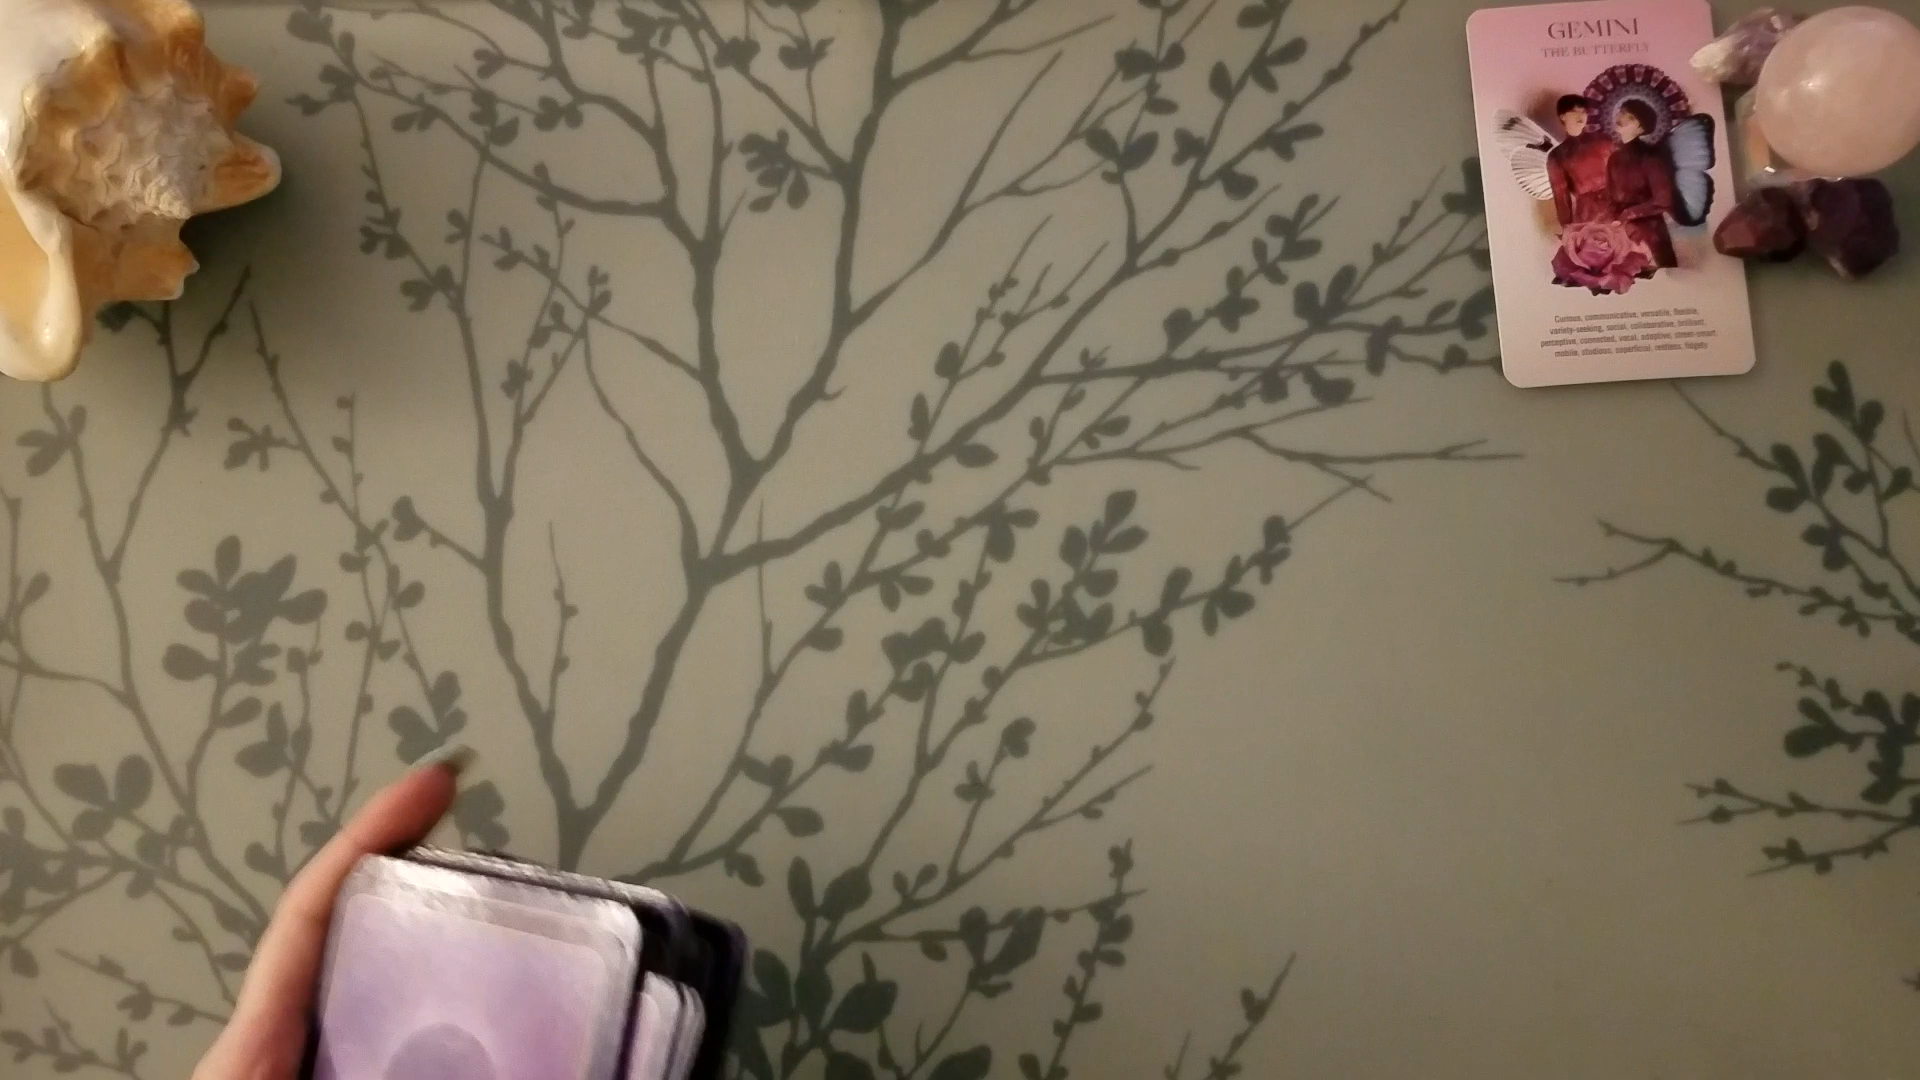 GEMINI
THE BUTTERFLY
Curious, communicative, versatile, flexible,
variety-seeking, social, collaborative, brilliant,
perceptive, connected, vocal, adaptive, street-smart,
mobile, studious, superficial, restless, fidgety